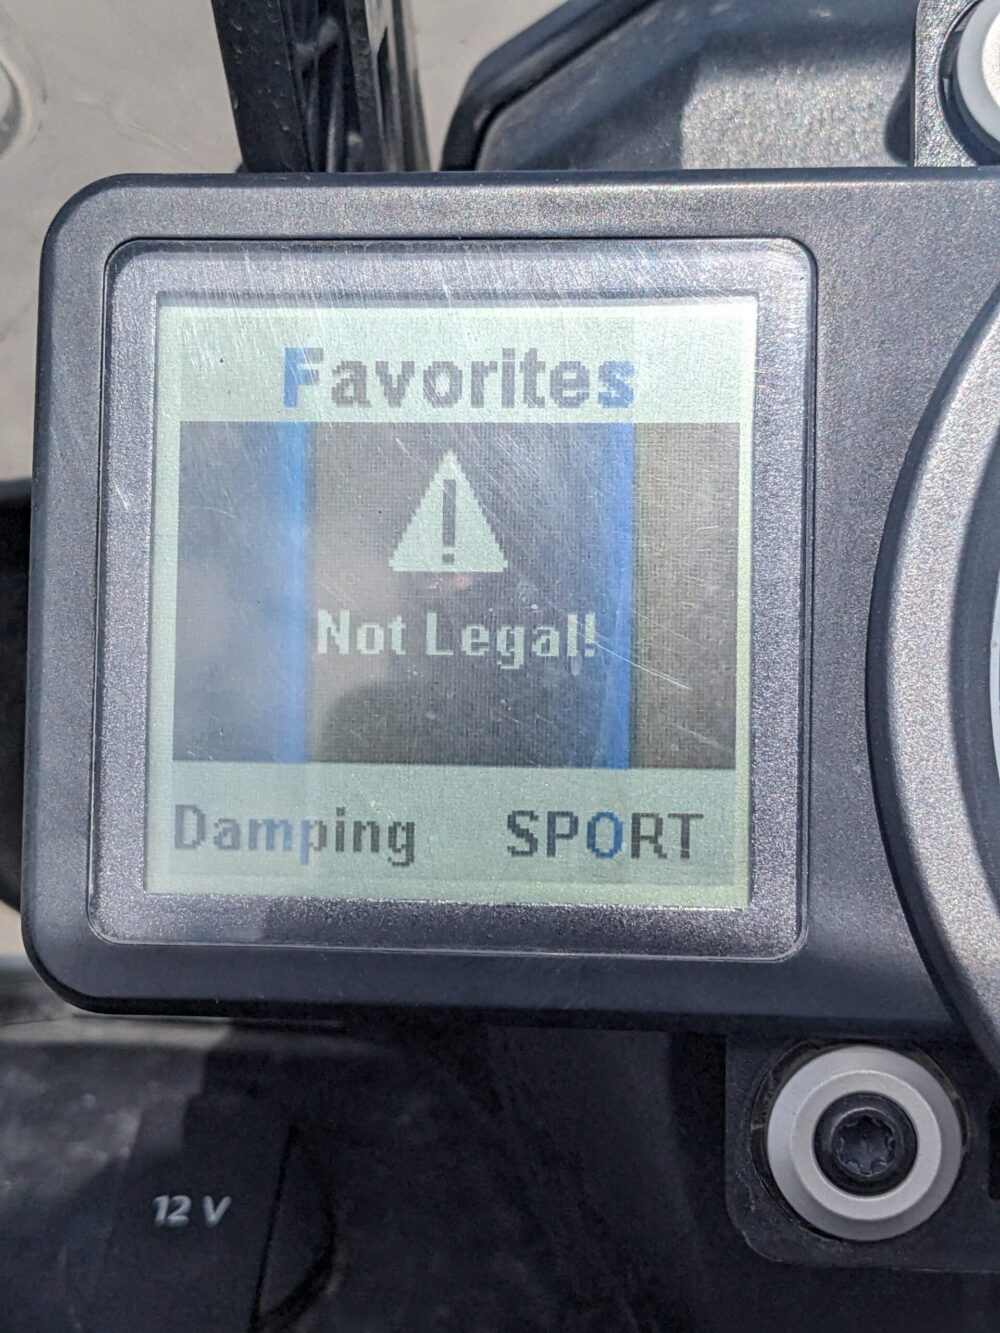 Favorites
Not Legal!
Damping SPORT
12 V